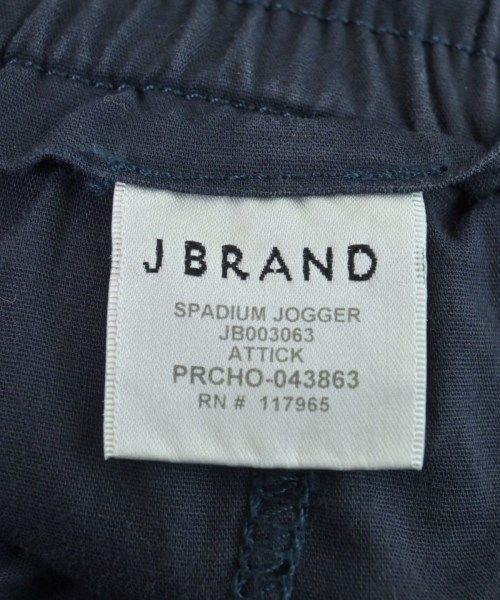 J BRAND
SPADIUM JOGGER
JB003063
ATTICK
PRCHO-043863
RN # 117965